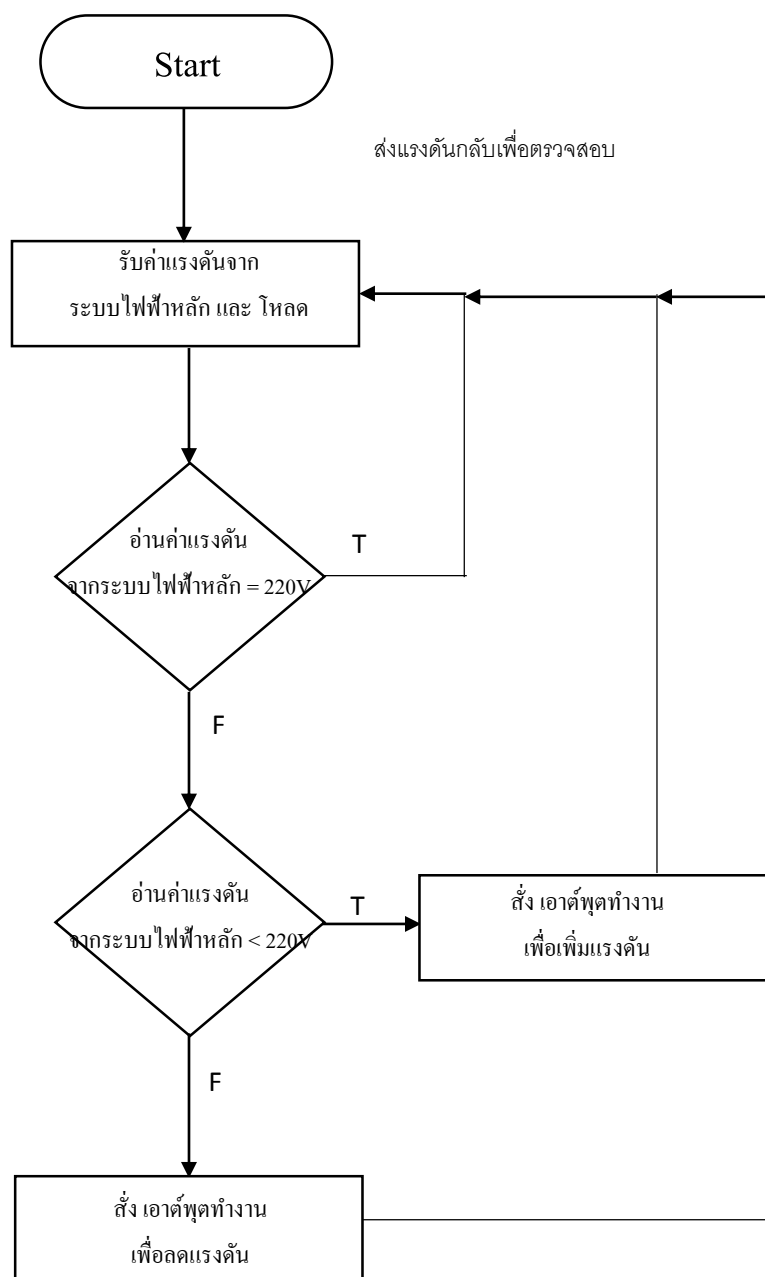 Start
ส่งแรงดันกลับเพื่อตรวจสอบ
รับค่าแรงดันจาก
ระบบไฟฟ้าหลัก และ โหลด
อ่านค่าแรงดัน
จากระบบไฟฟ้าหลัก = 220V
T
F
อ่านค่าแรงดัน
จากระบบไฟฟ้าหลัก < 220V
T
สั่ง เอาต์พุตทำงาน
เพื่อเพิ่มแรงดัน
F
สั่ง เอาต์พุตทำงาน
เพื่อลดแรงดัน